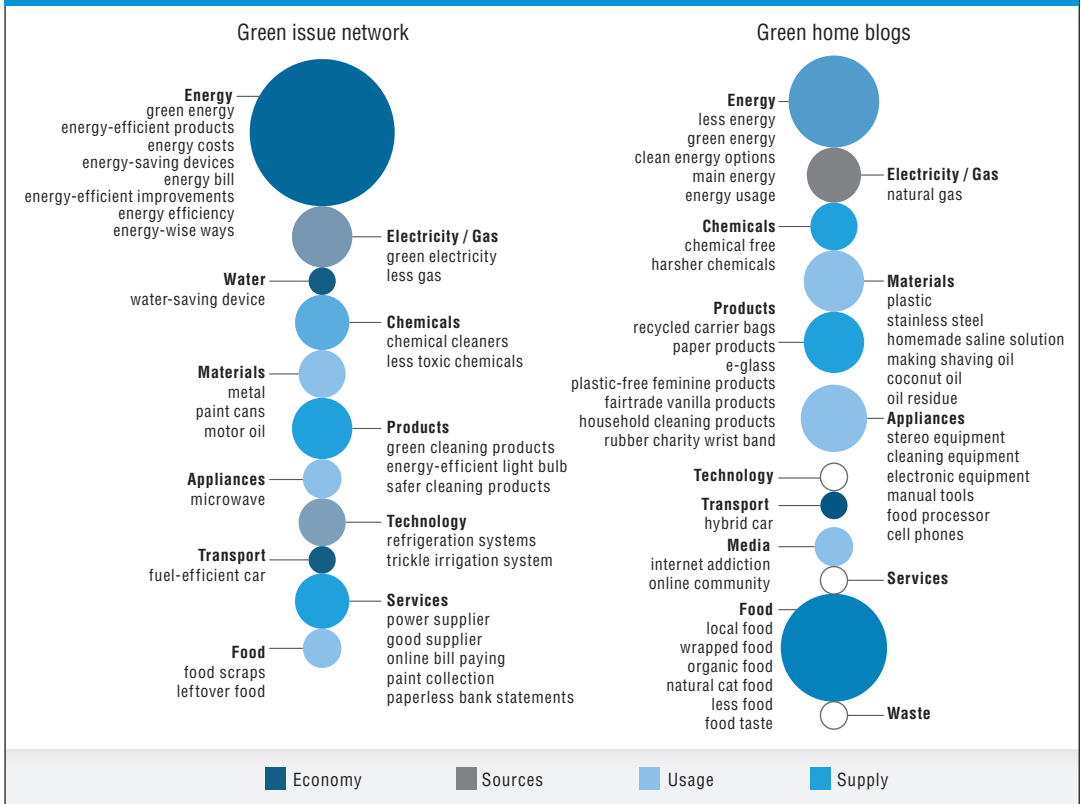 Green issue network
Energy
green energy
energy-efficient products
energy costs
energy-saving devices
energy bill
energy-efficient improvements
energy efficiency
energy-wise ways
Electricity / Gas
green electricity
less gas
Water
water-saving device
Chemicals
chemical cleaners
less toxic chemicals
Materials
metal
paint cans
motor oil
Products
green cleaning products
energy-efficient light bulb
safer cleaning products
Appliances
microwave
Technology
refrigeration systems
trickle irrigation system
Transport
fuel-efficient car
Services
power supplier
good supplier
online bill paying
paint collection
paperless bank statements
Food
food scraps
leftover food
Green home blogs
Energy
less energy
green energy
clean energy options
main energy
energy usage
Electricity / Gas
natural gas
Chemicals
chemical free
harsher chemicals
Materials
plastic
stainless steel
homemade saline solution
making shaving oil
coconut oil
oil residue
Products
recycled carrier bags
paper products
e-glass
plastic-free feminine products
fairtrade vanilla products
household cleaning products
rubber charity wrist band
Appliances
stereo equipment
cleaning equipment
electronic equipment
manual tools
food processor
cell phones
Technology
Transport
hybrid car
Media
internet addiction
online community
Services
Food
local food
wrapped food
organic food
natural cat food
less food
food taste
Waste
Economy
Sources
Usage
Supply